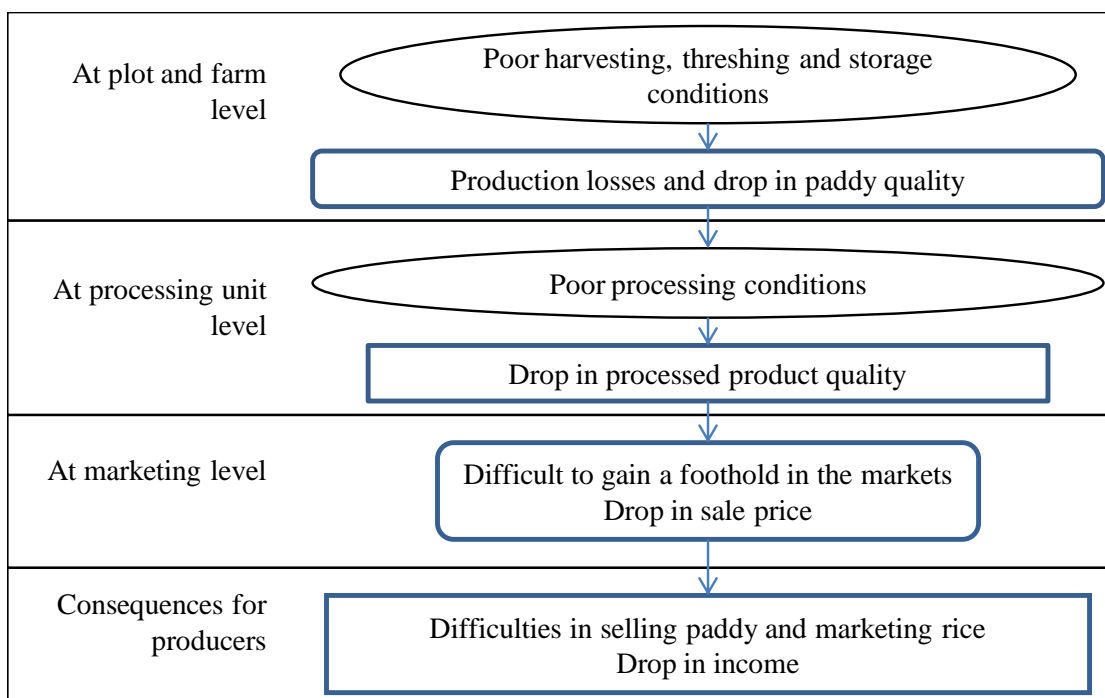 At plot and farm
level
Poor harvesting, threshing and storage
conditions
Production losses and drop in paddy quality
At processing unit
level
Poor processing conditions
Drop in processed product quality
At marketing level
Difficult to gain a foothold in the markets
Drop in sale price
Consequences for
producers
Difficulties in selling paddy and marketing rice
Drop in income